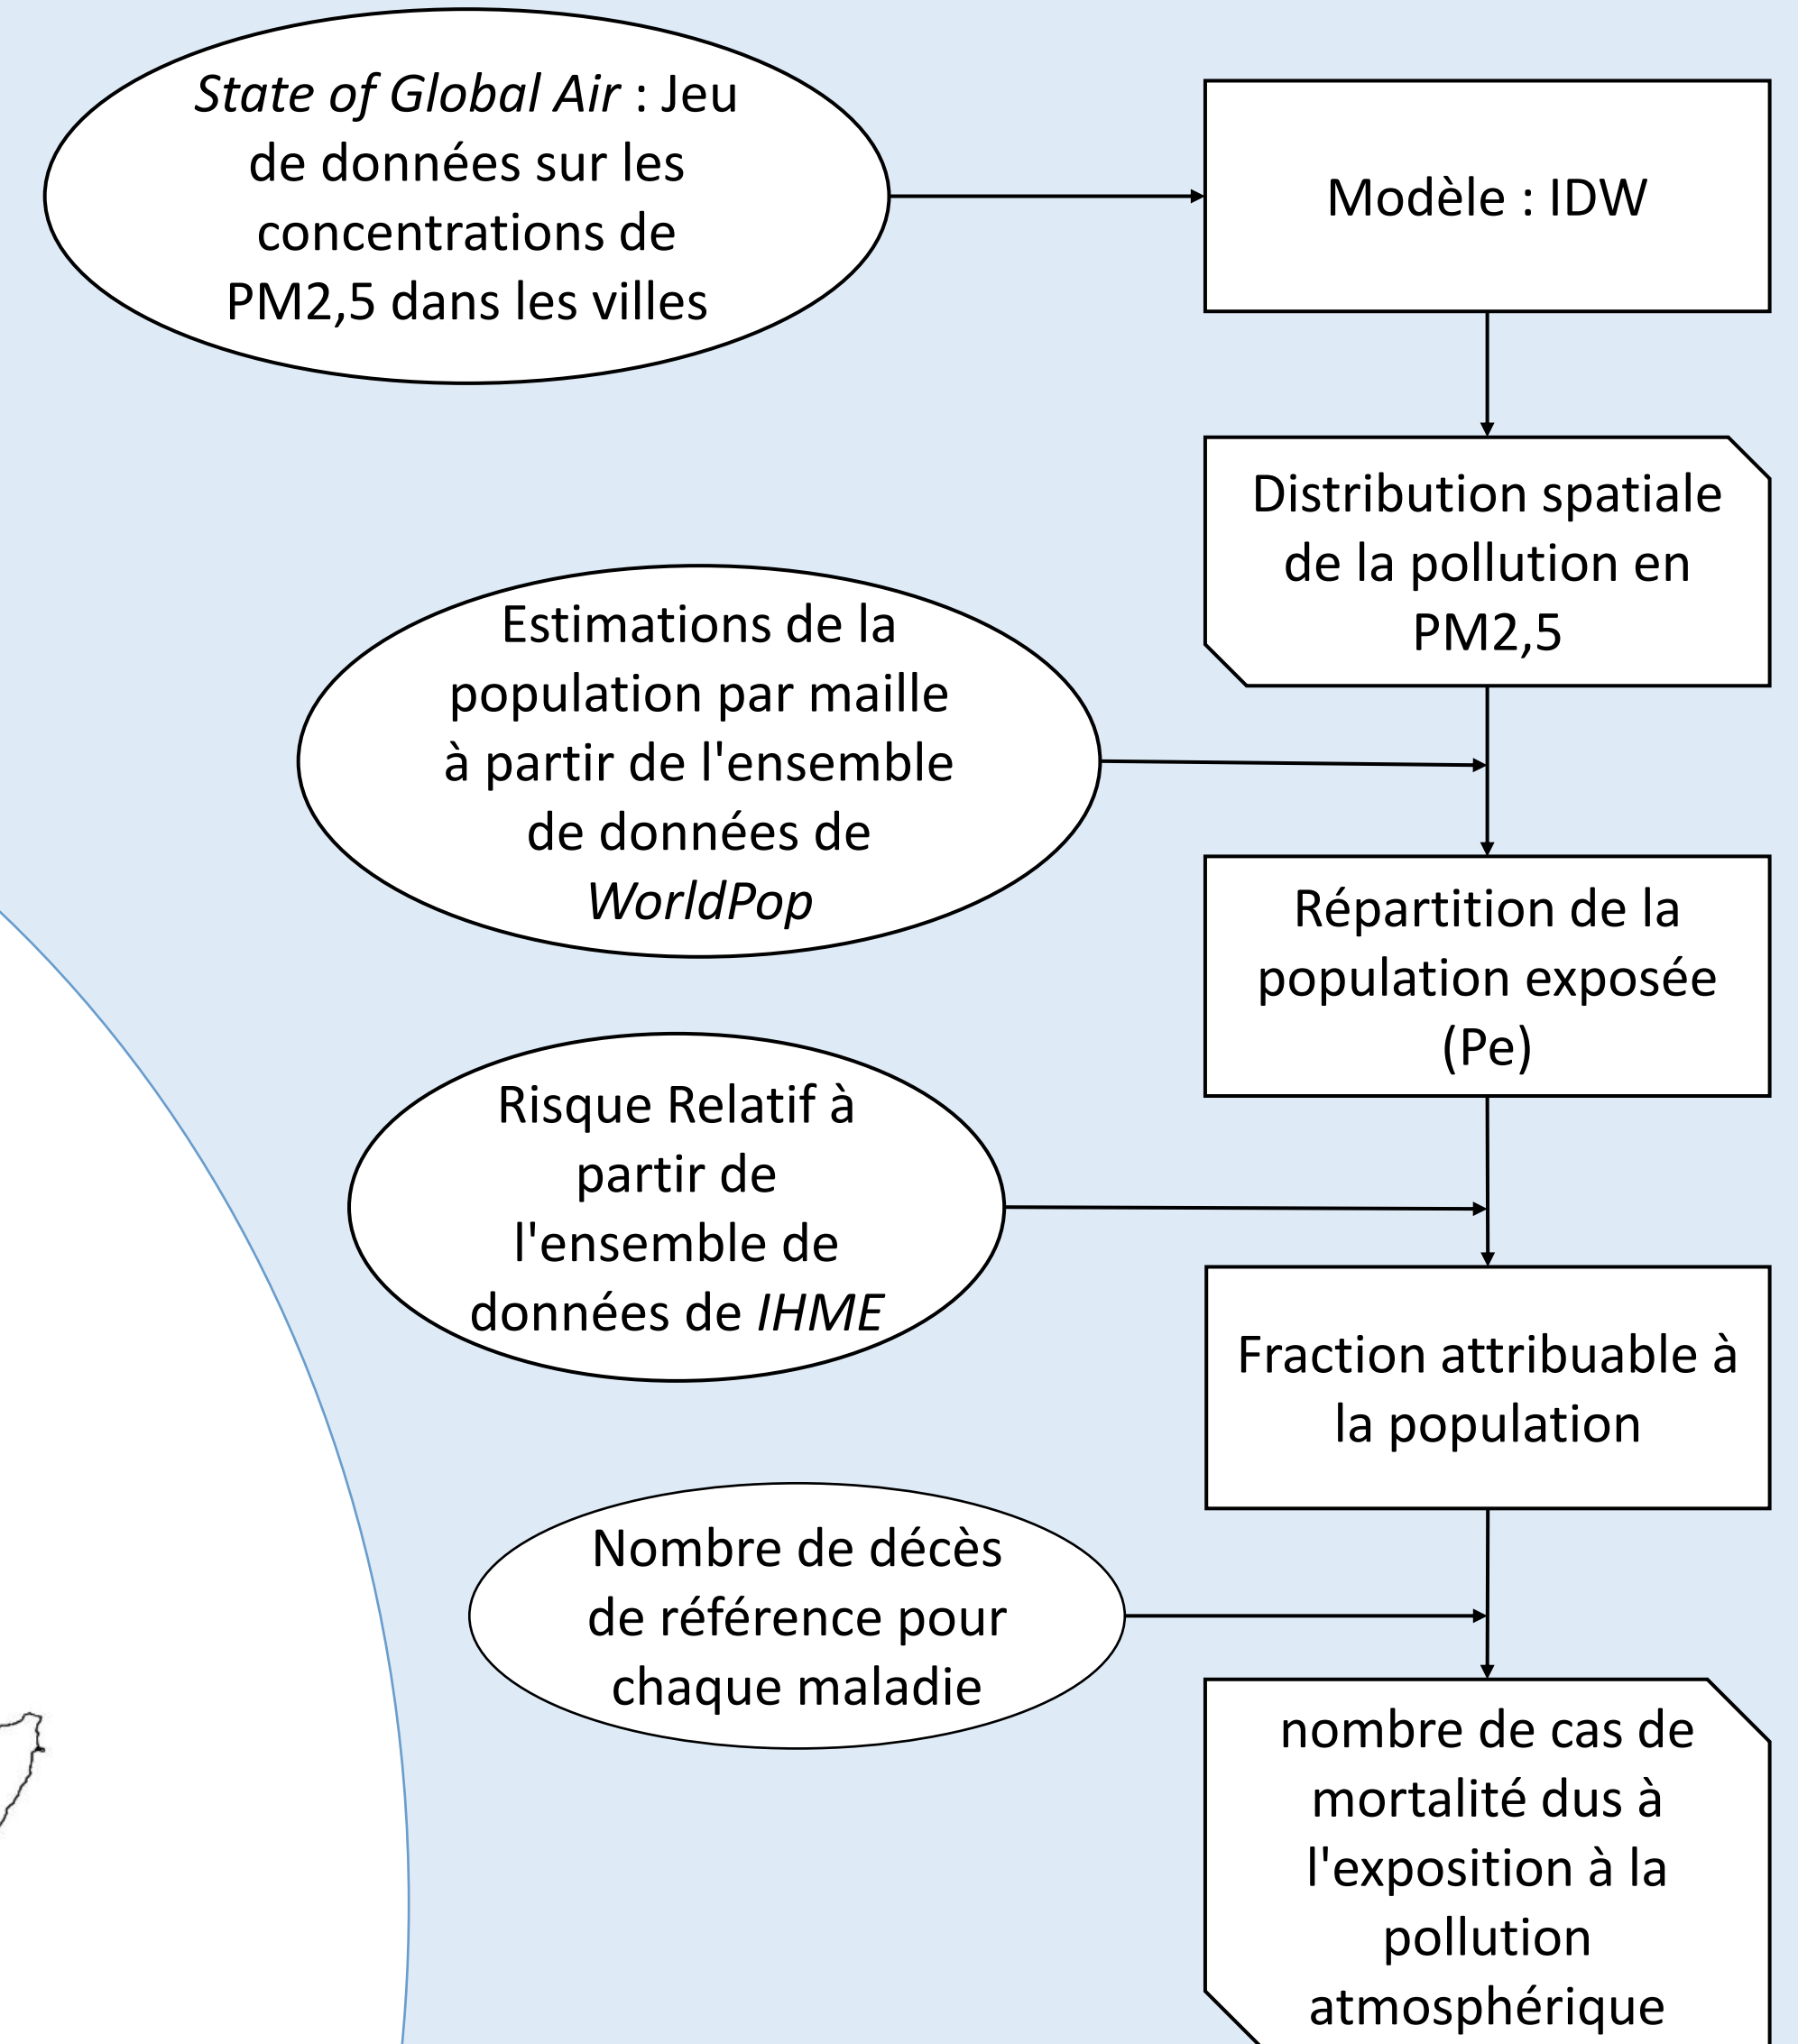 State of Global Air : Jeu
de données sur les
concentrations de
PM2,5 dans les villes
Modèle : IDW
Distribution spatiale
de la pollution en
PM2,5
Estimations de la
population par maille
à partir de l'ensemble
de données de
WorldPop
Répartition de la
population exposée
(Pe)
Risque Relatif à
partir de
l'ensemble de
données de IHME
Fraction attribuable à
la population
Nombre de décès
de référence pour
chaque maladie
nombre de cas de
mortalité dus à
l'exposition à la
pollution
atmosphérique